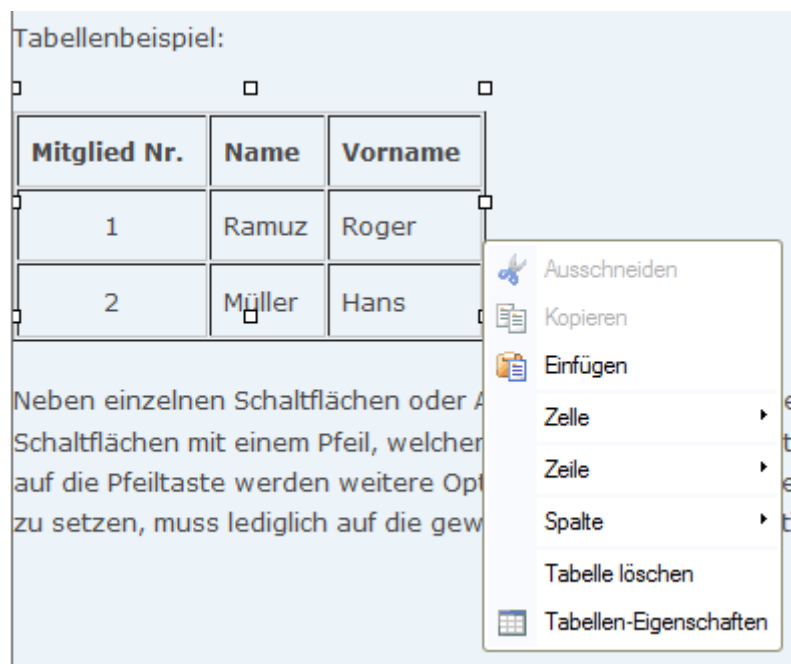 Tabellenbeispiel:
Mitglied Nr. Name Vorname
1 Ramuz Roger
2 Müller Hans
Ausschneiden
Kopieren
Einfügen
Zelle
Zeile
Spalte
Tabelle löschen
Tabellen-Eigenschaften
Neben einzelnen Schaltflächen oder
Schaltflächen mit einem Pfeil, welcher
auf die Pfeiltaste werden weitere
zu setzen, muss lediglich auf die